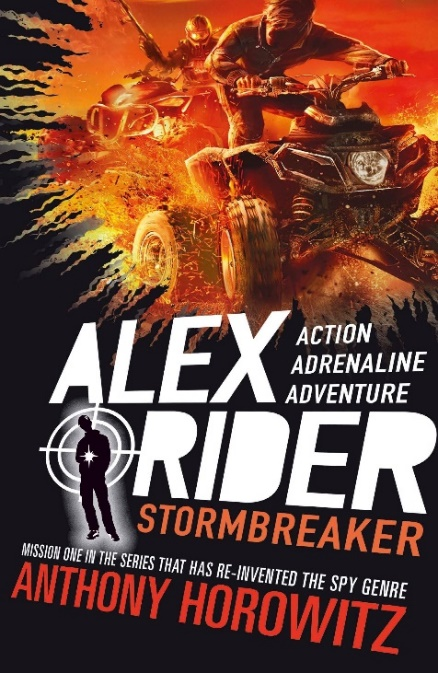 ALEX
ACTION
ADRENALINE
ADVENTURE
RIDER
STORMBREAKER
MISSION ONE IN THE SERIES THAT HAS RE-INVENTED THE SPY GENRE
ANTHONY HOROWITZ